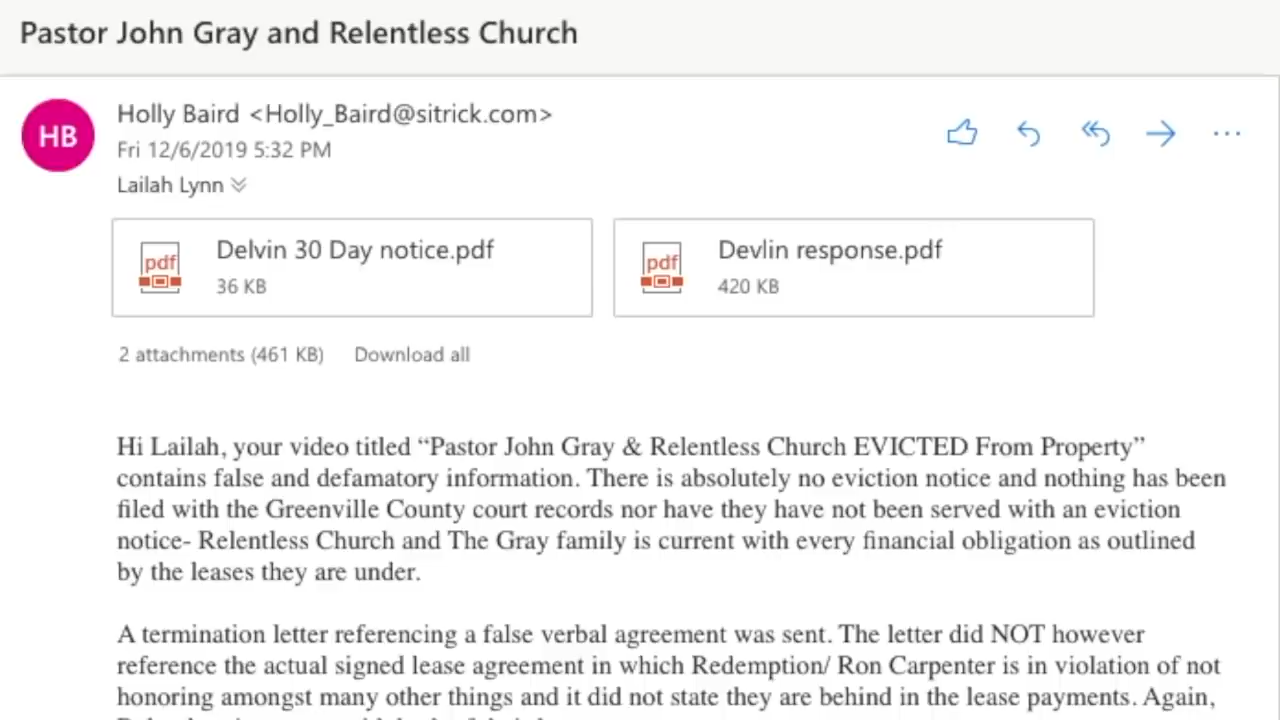 Pastor John Gray and Relentless Church
HB
Holly Baird <Holly_Baird@sitrick.com>
Fri 12/6/2019 5:32 PM
Lailah Lynn
pdf
Delvin 30 Day notice.pdf
36 KB
pdf
Devlin response.pdf
420 KB
2 attachments (461 KB) Download all
Hi Lailah, your video titled “Pastor John Gray & Relentless Church EVICTED From Property”
contains false and defamatory information. There is absolutely no eviction notice and nothing has been
filed with the Greenville County court records nor have they have not been served with an eviction
notice- Relentless Church and The Gray family is current with every financial obligation as outlined
by the leases they are under.
A termination letter referencing a false verbal agreement was sent. The letter did NOT however
reference the actual signed lease agreement in which Redemption/ Ron Carpenter is in violation of not
honoring amongst many other things and it did not state they are behind in the lease payments. Again,